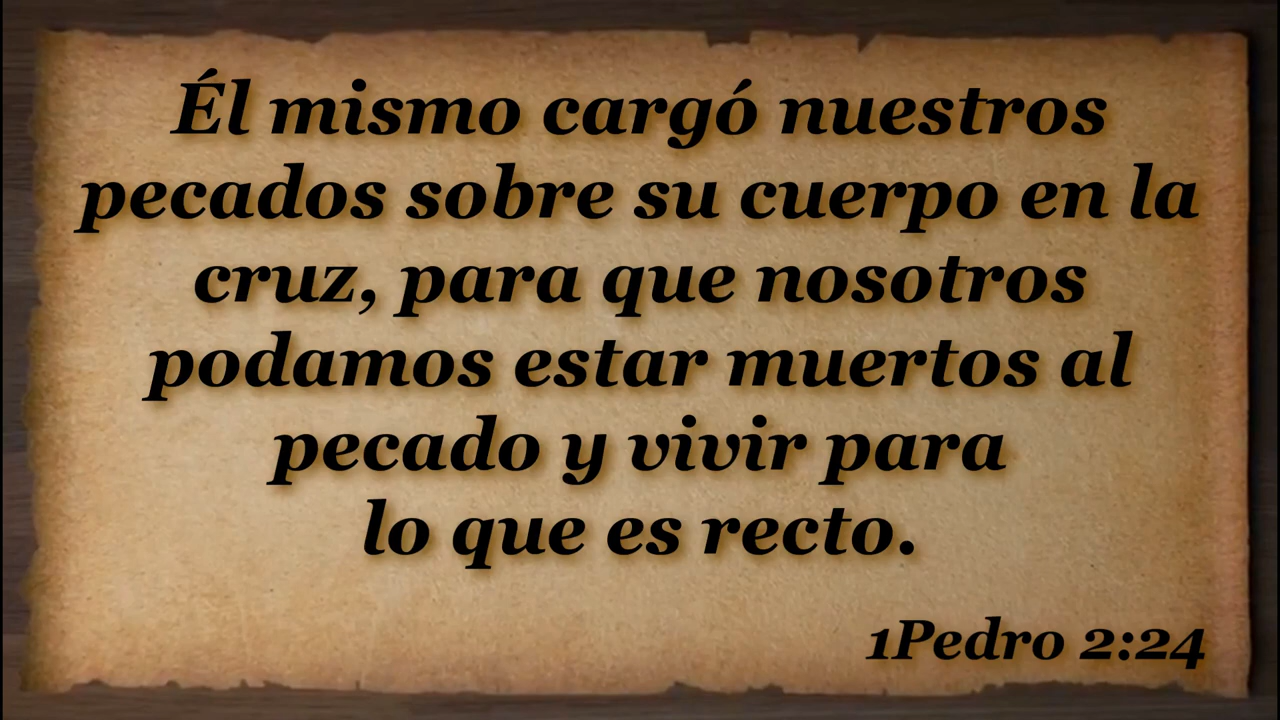 Él mismo cargó nuestros
pecados sobre su cuerpo en la
cruz, para que nosotros
podamos estar muertos al
pecado y vivir para
lo que es recto.
1Pedro 2:24